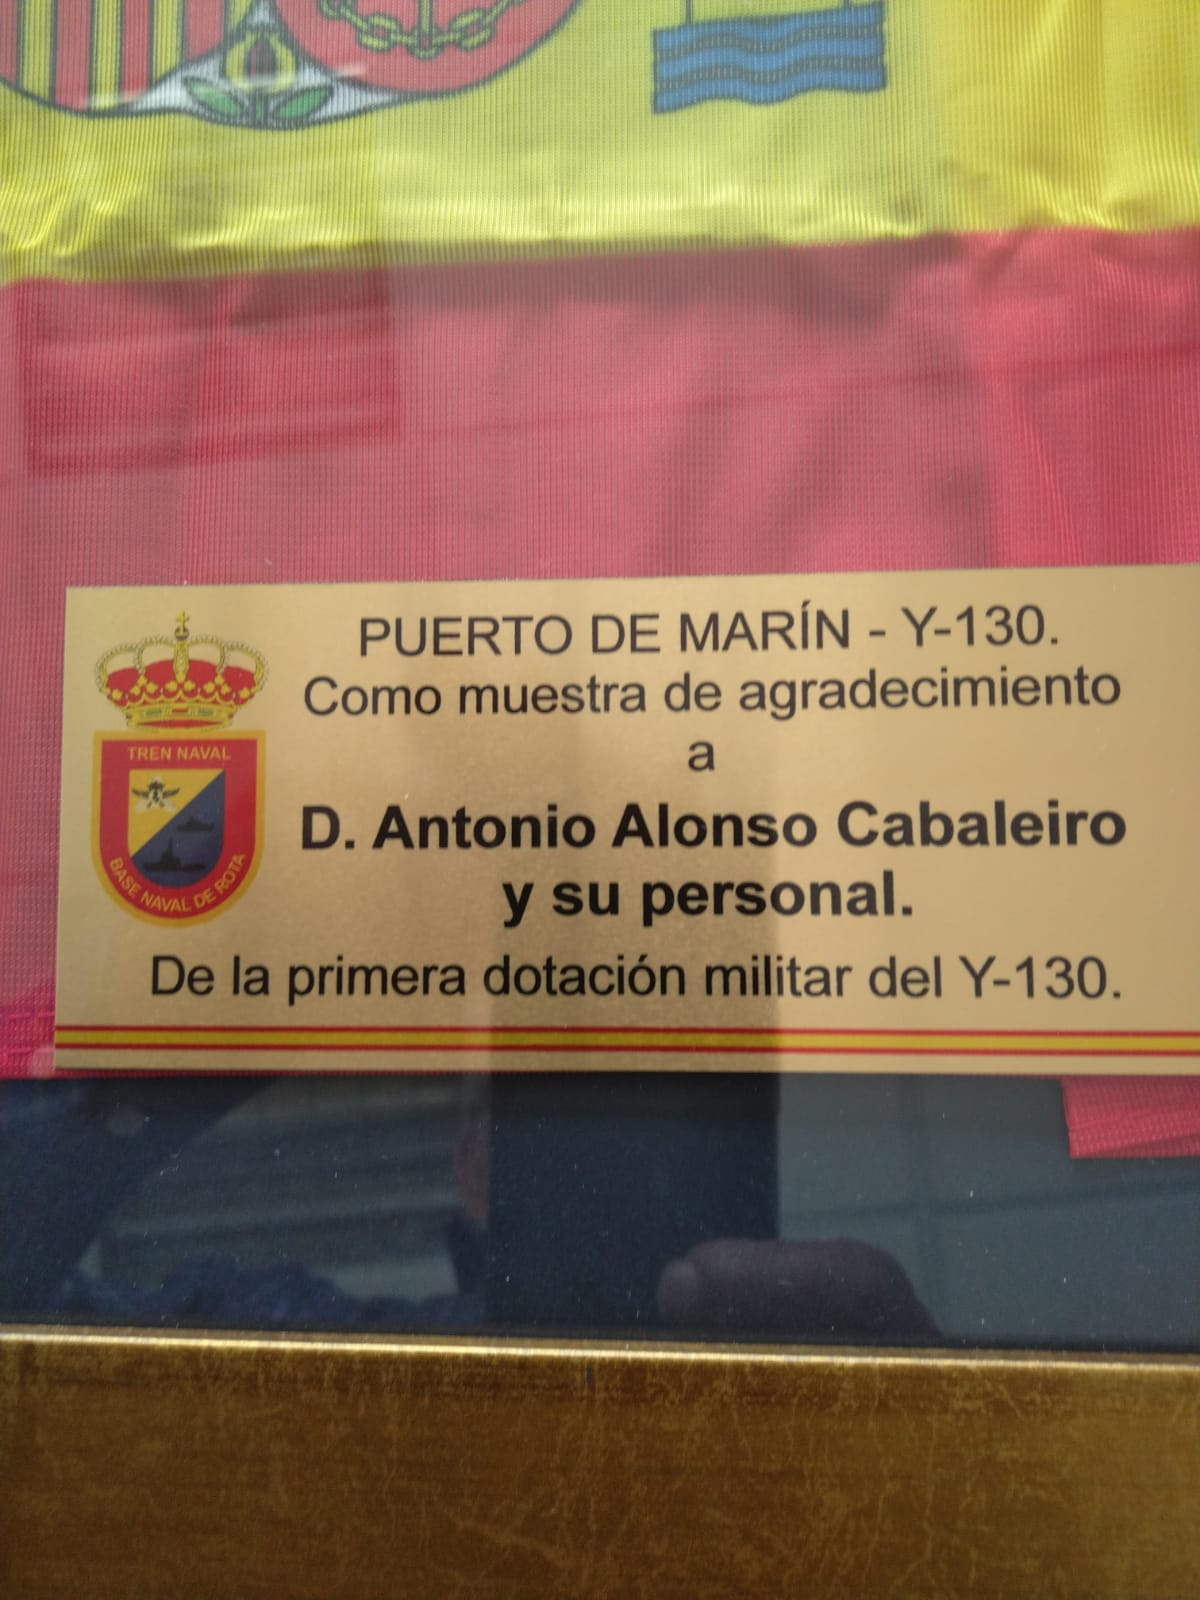 PUERTO DE MARÍN - Y-130.
Como muestra de agradecimiento
a
D. Antonio Alonso Cabaleiro
y su personal.
De la primera dotación militar del Y-130.
TREN NAVAL
BASE NAVAL DE ROTA